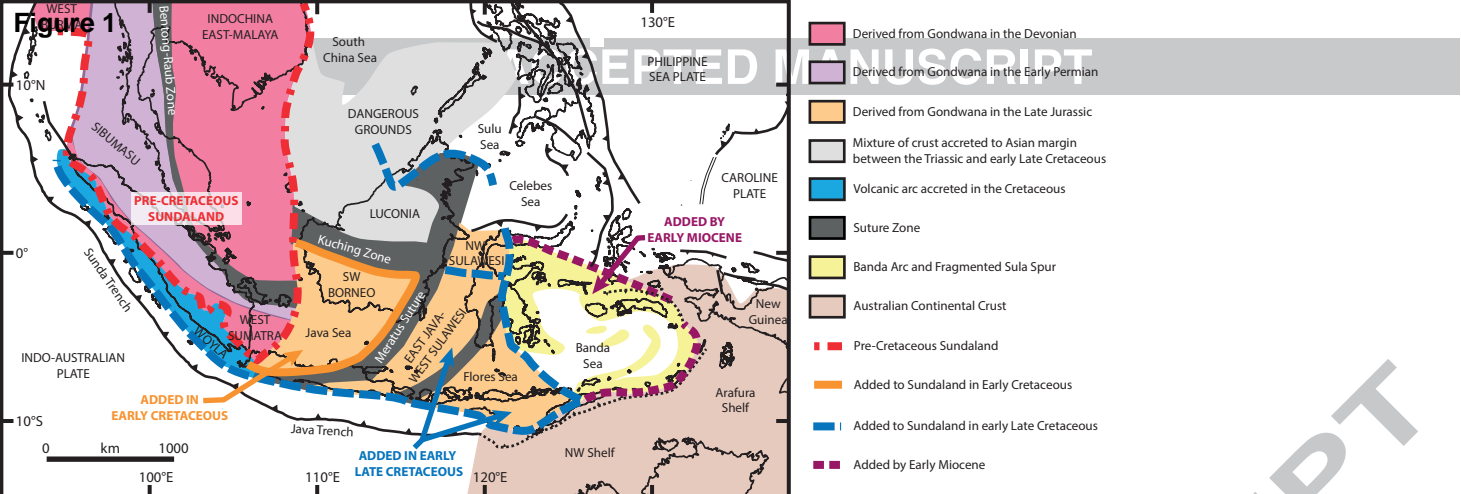 Figure 1
WEST
BURMA
INDOCHINA
EAST-MALAYA
130°E
Bentong-Raub Zone
South
China Sea
PHILIPPINE
SEA PLATE
10°N
DANGEROUS
GROUNDS
SIBUMASU
Sulu
Sea
Celebes
Sea
CAROLINE
PLATE
PRE-CRETACEOUS
SUNDALAND
LUCONIA
ADDED BY
EARLY MIOCENE
Kuching Zone
NW
SULAWESI
0°
Sunda Trench
SW
BORNEO
Java Sea
Meratus Suture
EAST JAVA-
WEST SULAWESI
New
Guinea
WEST
SUMATRA
WOYLA
Banda
Sea
INDO-AUSTRALIAN
PLATE
Flores Sea
Arafura
Shelf
ADDED IN
EARLY CRETACEOUS
10°S
Java Trench
ADDED IN EARLY
LATE CRETACEOUS
NW Shelf
0 km 1000
100°E 110°E 120°E
Derived from Gondwana in the Devonian
ACCEPTED MANUSCRIPT
Derived from Gondwana in the Early Permian
Derived from Gondwana in the Late Jurassic
Mixture of crust accreted to Asian margin
between the Triassic and early Late Cretaceous
Volcanic arc accreted in the Cretaceous
Suture Zone
Banda Arc and Fragmented Sula Spur
Australian Continental Crust
Pre-Cretaceous Sundaland
Added to Sundaland in Early Cretaceous
Added to Sundaland in early Late Cretaceous
Added by Early Miocene
PT